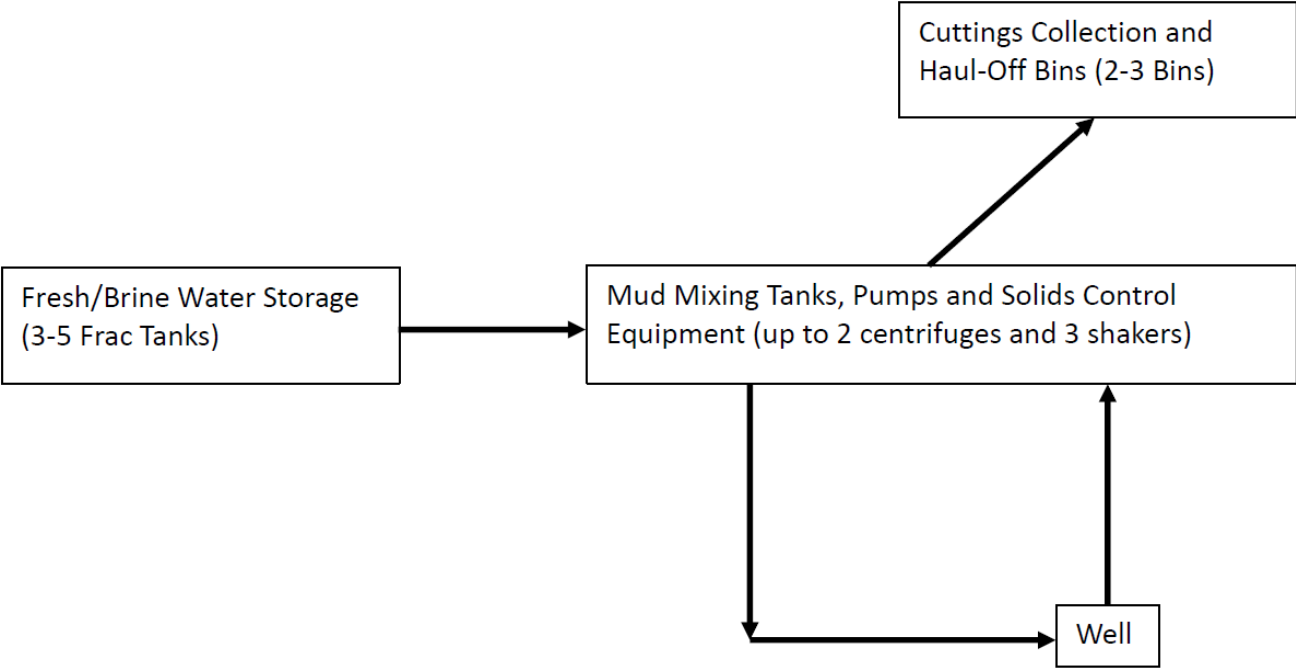 Cuttings Collection and
Haul-Off Bins (2-3 Bins)
Fresh/Brine Water Storage
(3-5 Frac Tanks)
Mud Mixing Tanks, Pumps and Solids Control
Equipment (up to 2 centrifuges and 3 shakers)
Well